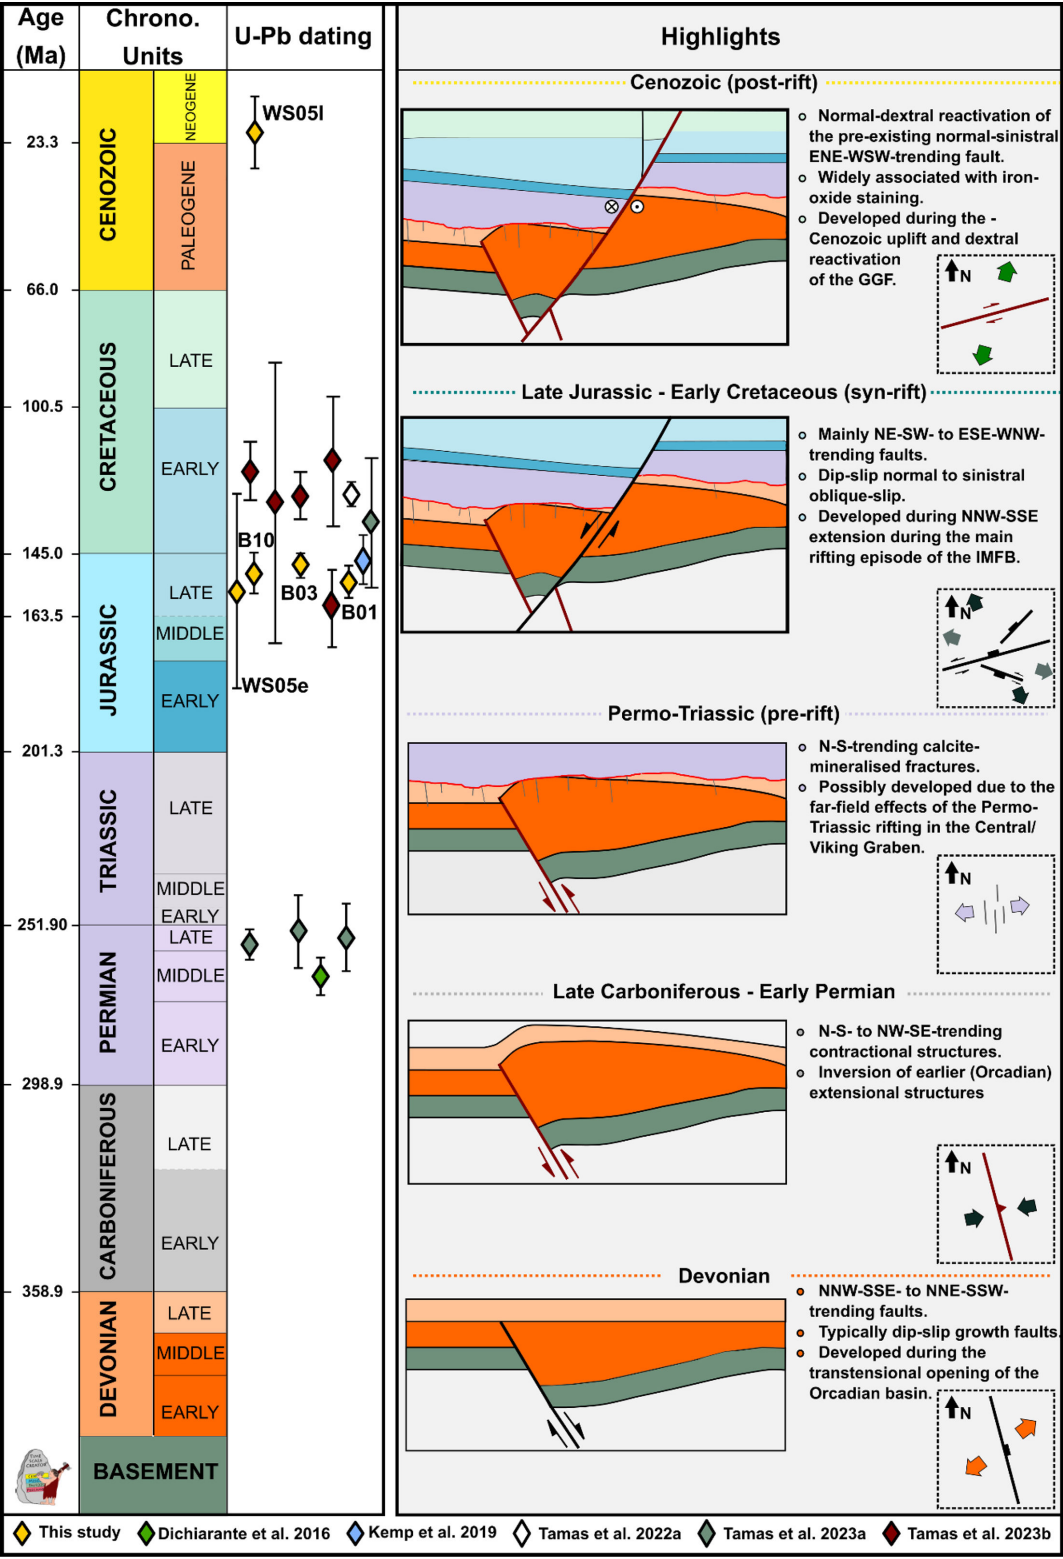 Age
(Ma)
Chrono.
Units
U-Pb dating
Highlights
CENOZOIC
NEOGENE
PALEOGENE
CRETACEOUS
LATE
EARLY
JURASSIC
LATE
MIDDLE
EARLY
TRIASSIC
LATE
MIDDLE
EARLY
PERMIAN
LATE
MIDDLE
EARLY
CARBONIFEROUS
LATE
EARLY
DEVONIAN
LATE
MIDDLE
EARLY
BASEMENT
23.3
66.0
100.5
145.0
163.5
201.3
251.90
298.9
358.9
WS05l
B10
B03
B01
WS05e
Cenozoic (post-rift)
Normal-dextral reactivation of
the pre-existing normal-sinistral
ENE-WSW-trending fault.
Widely associated with iron-
oxide staining.
Developed during the -
Cenozoic uplift and dextral
reactivation
of the GGF.
N
Late Jurassic - Early Cretaceous (syn-rift)
Mainly NE-SW- to ESE-WNW-
trending faults.
Dip-slip normal to sinistral
oblique-slip.
Developed during NNW-SSE
extension during the main
rifting episode of the IMFB.
N
Permo-Triassic (pre-rift)
N-S-trending calcite-
mineralised fractures.
Possibly developed due to the
far-field effects of the Permo-
Triassic rifting in the Central/
Viking Graben.
N
Late Carboniferous - Early Permian
N-S- to NW-SE-trending
contractional structures.
Inversion of earlier (Orcadian)
extensional structures
N
Devonian
NNW-SSE- to NNE-SSW-
trending faults.
Typically dip-slip growth faults.
Developed during the
transtensional opening of the
Orcadian basin.
N
TIME
SCALE
CREATOR
This study
Dichiarante et al. 2016
Kemp et al. 2019
Tamas et al. 2022a
Tamas et al. 2023a
Tamas et al. 2023b